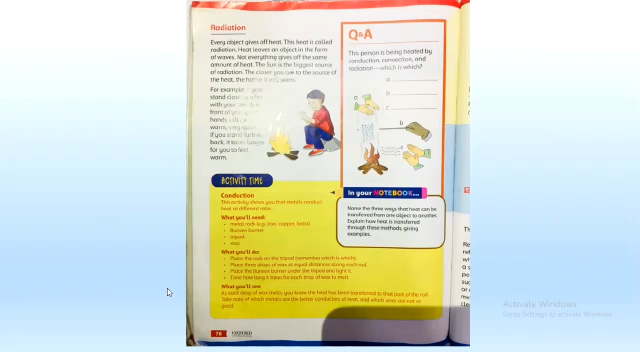 Radiation
Every object gives off heat. This heat is called
radiation. Heat leaves an object in the form
of waves. Not everything gives off the same
amount of heat. The Sun is the biggest source
of radiation. The closer you are to the source of
the heat, the hotter it seems.
For example
stand close
with your
front of
hands will
warm, very
If you stand further
back, it takes longer
for you to feel
warm.
Q&A
This person is being heated by
conduction, convection, and
radiation—which is which?
a
b
c
a
b
c
ACTIVITY TIME
Conduction
This activity shows you that metals conduct
heat at different rates.
What you'll need:
• metal rods (e.g. iron, copper, brass)
• Bunsen burner
• tripod
• wax
What you'll do:
• Place the rods on the tripod (remember which is which).
• Place three drops of wax at equal distances along each rod.
• Place the Bunsen burner under the tripod and light it.
• Time how long it takes for each drop of wax to melt.
What you'll see:
As each drop of wax melts, you know the heat has been transferred to that part of the rod.
Take note of which metals are the better conductors of heat, and which ones are not so
good.
In your NOTEBOOK...
Name the three ways that heat can be
transferred from one object to another.
Explain how heat is transferred
through these methods, giving
examples.
78 OXFORD
Activate Windows
Go to Settings to activate Windows.